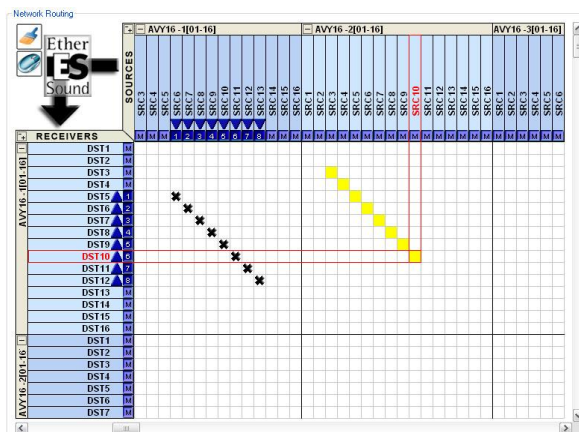 Network Routing
Ether
ES
Sound
SOURCES
AVY16 -1[01-16]
AVY16 -2[01-16]
AVY16 -3[01-16]
SRC3 SRC4 SRC5 SRC6 SRC7 SRC8 SRC9 SRC10 SRC11 SRC12 SRC13 SRC14 SRC15 SRC16 SRC1 SRC2 SRC3 SRC4 SRC5 SRC6 SRC7 SRC8 SRC9 SRC10 SRC11 SRC12 SRC13 SRC14 SRC15 SRC16 SRC1 SRC2 SRC3 SRC4 SRC5 SRC6
RECEIVERS M M M 1 2 3 4 5 6 7 8 M M M M M M M M M M M M M M M M M M M M M M M M M
AVY16 -1[01-16]
DST1 M
DST2 M
DST3 M
DST4 M
DST5 1
DST6 2
DST7 3
DST8 4
DST9 5
DST10 6
DST11 7
DST12 8
DST13 M
DST14 M
DST15 M
DST16 M
AVY16 -2[01-16]
DST1 M
DST2 M
DST3 M
DST4 M
DST5 M
DST6 M
DST7 M